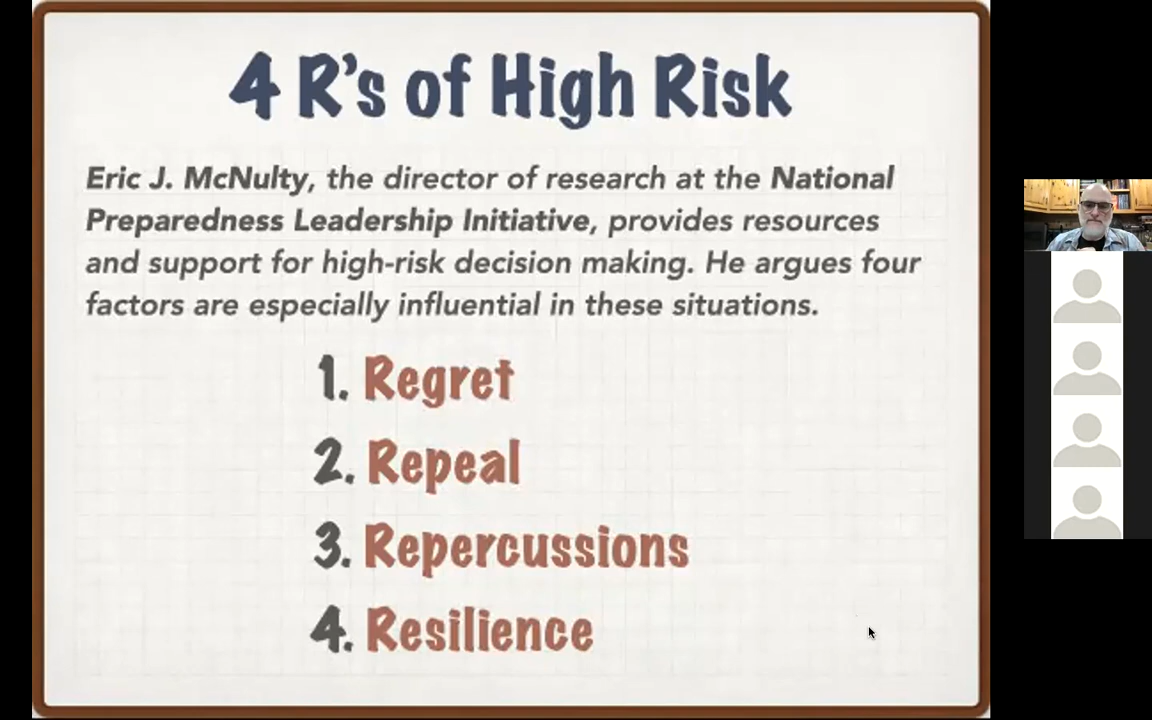 4 R's of High Risk
Eric J. McNulty, the director of research at the National
Preparedness Leadership Initiative, provides resources
and support for high-risk decision making. He argues four
factors are especially influential in these situations.
1. Regret
2. Repeal
3. Repercussions
4. Resilience